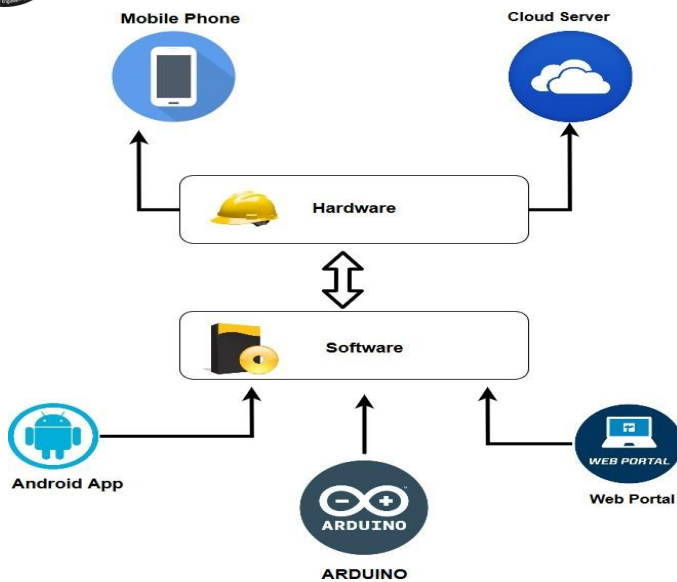 Mobile Phone
Cloud Server
Hardware
Software
Android App
ARDUINO
WEB PORTAL
Web Portal
ARDUINO